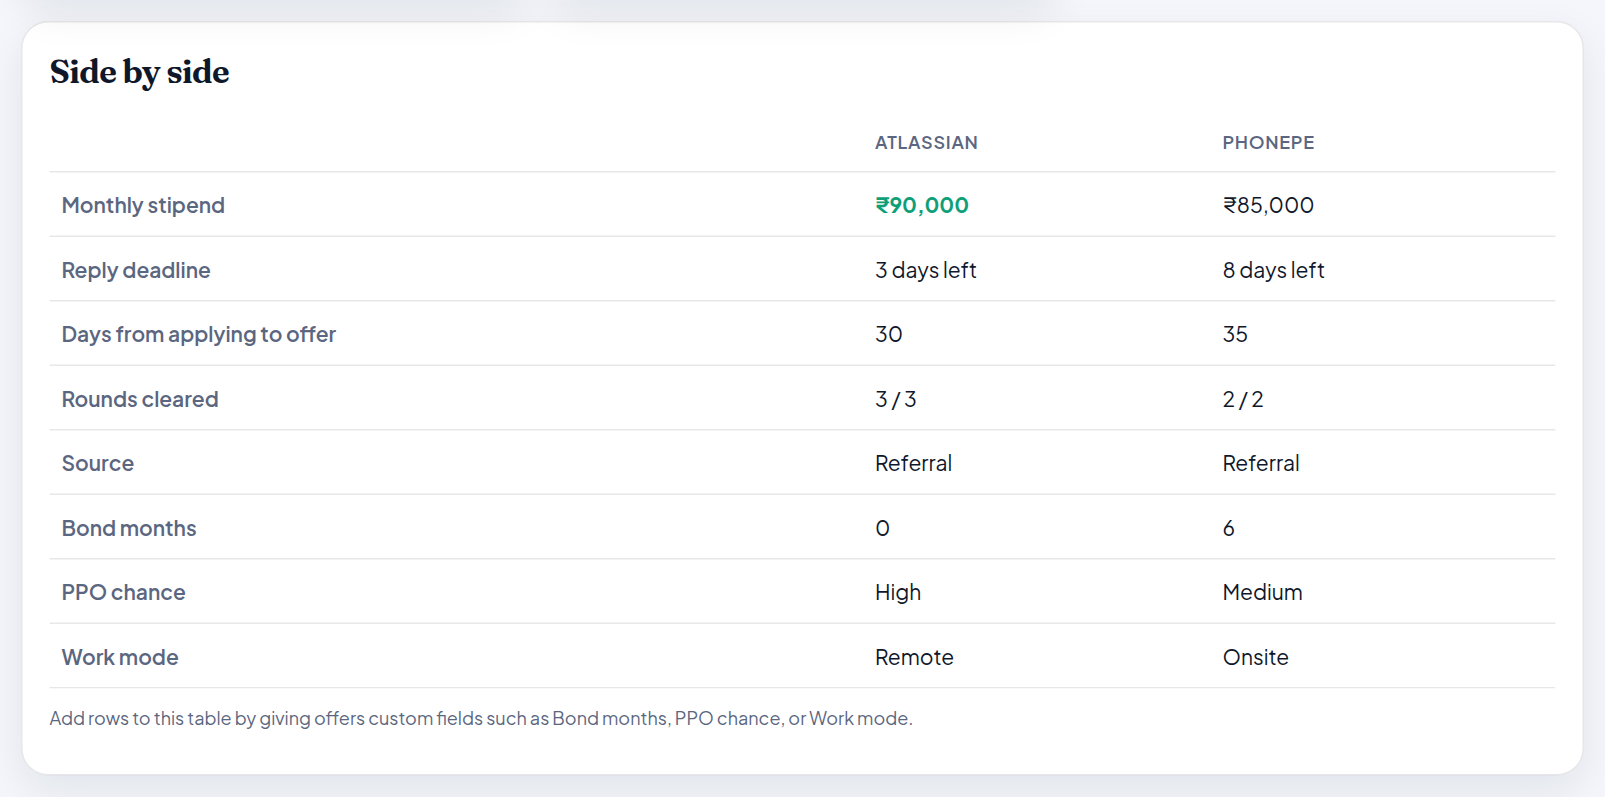 Side by side
ATLASSIAN PHONEPE
Monthly stipend ₹90,000 ₹85,000
Reply deadline 3 days left 8 days left
Days from applying to offer 30 35
Rounds cleared 3 / 3 2 / 2
Source Referral Referral
Bond months 0 6
PPO chance High Medium
Work mode Remote Onsite
Add rows to this table by giving offers custom fields such as Bond months, PPO chance, or Work mode.